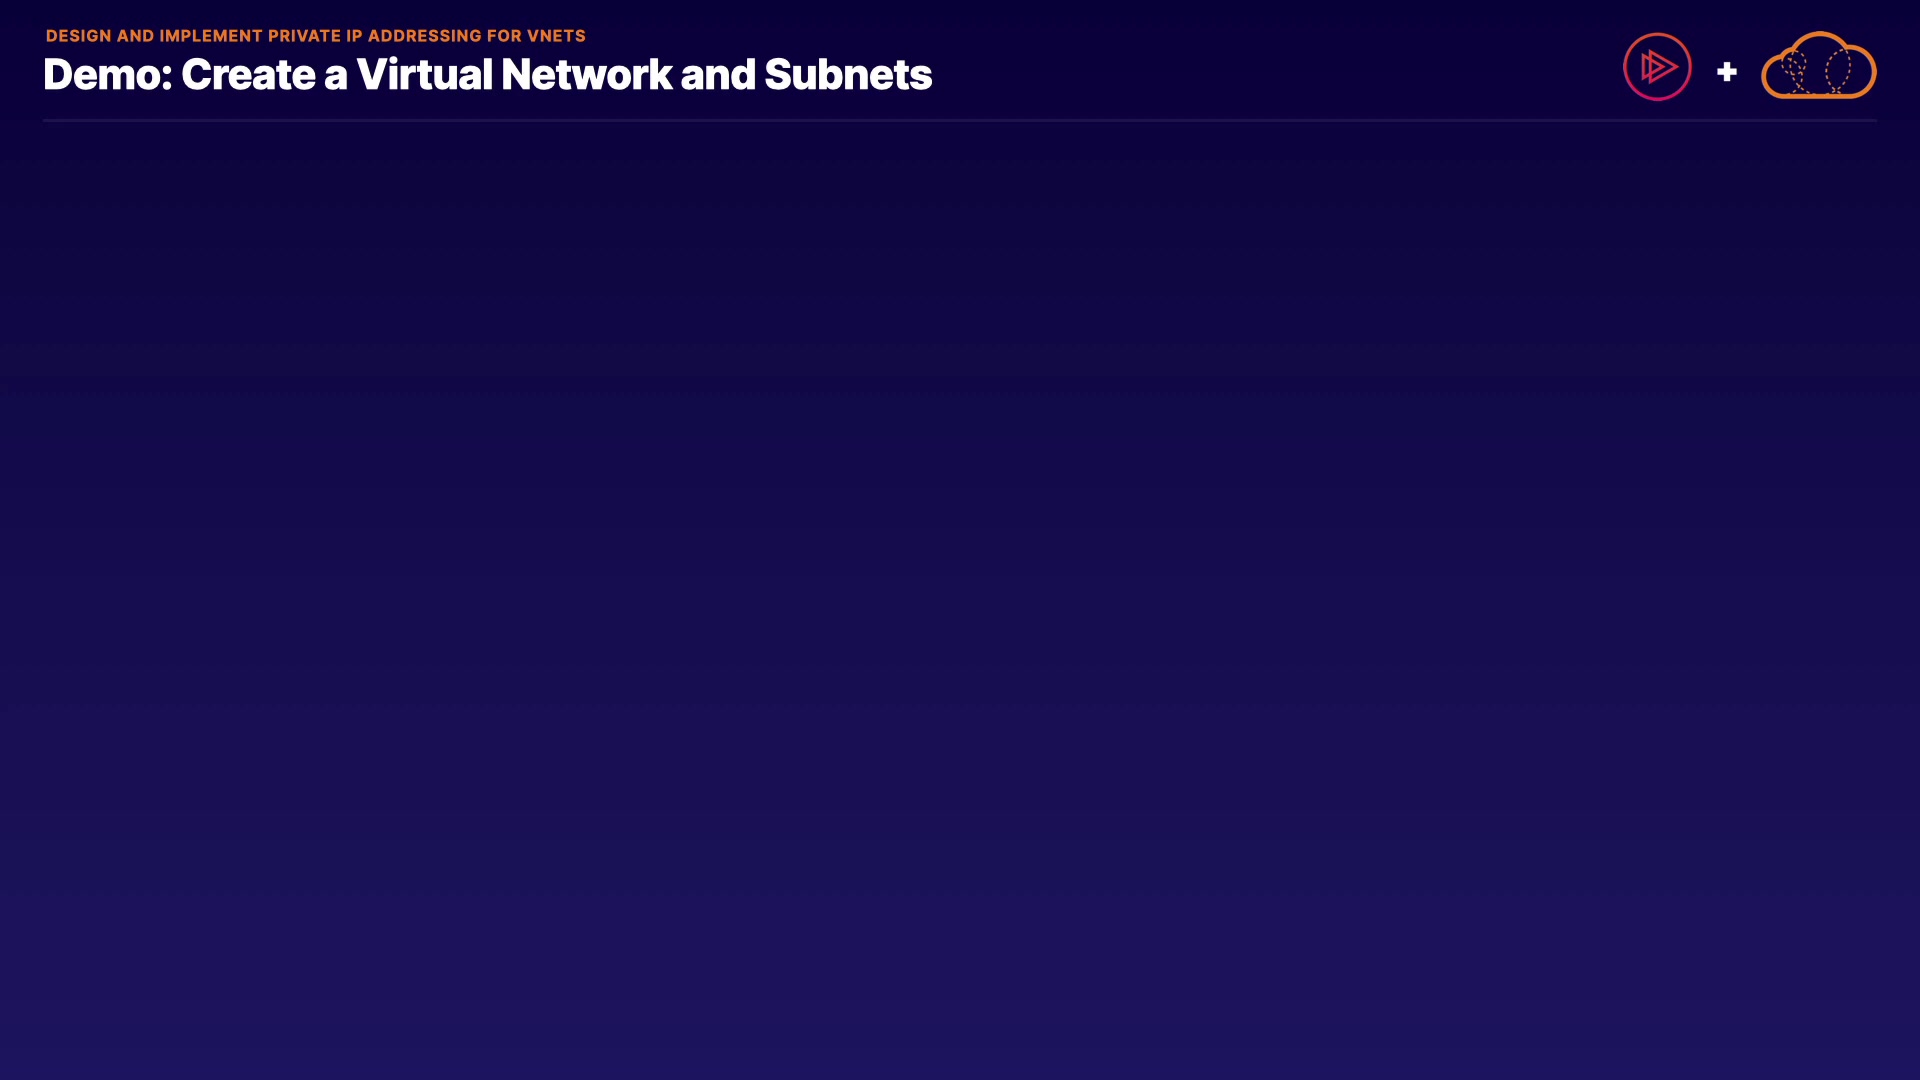 DESIGN AND IMPLEMENT PRIVATE IP ADDRESSING FOR VNETS
Demo: Create a Virtual Network and Subnets
+